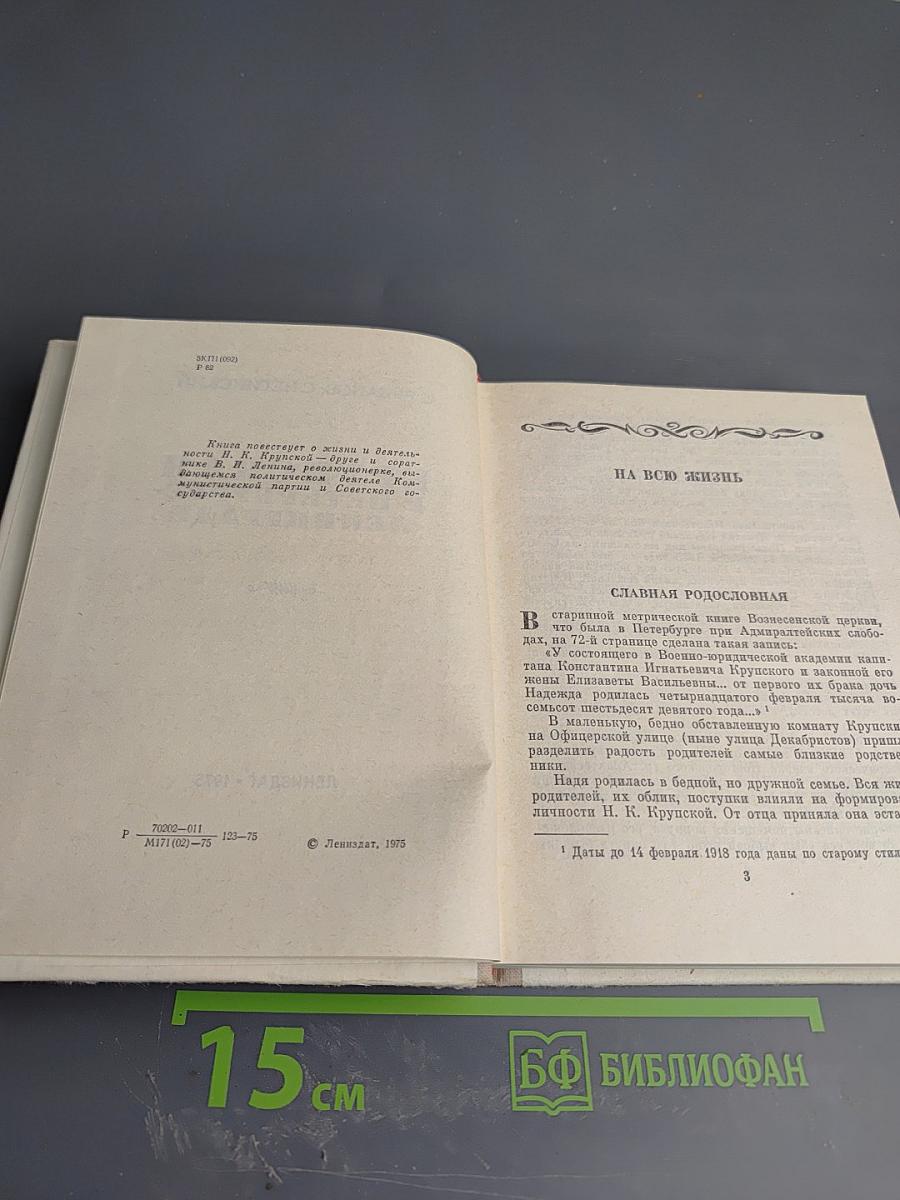 3КП1(092)
Р 82
Книга повествует о жизни и деятель-
ности Н. К. Крупской — друге и сорат-
нике В. И. Ленина, революционерке, вы-
дающемся политическом деятеле Ком-
мунистической партии и Советского го-
сударства.
Р 70202—011 123—75
М171(02)—75
© Лениздат, 1975
НА ВСЮ ЖИЗНЬ
СЛАВНАЯ РОДОСЛОВНАЯ
В старинной метрической книге Вознесенской церкви,
что была в Петербурге при Адмиралтейских слобо-
дах, на 72-й странице сделана такая запись:
«У состоящего в Военно-юридической академии капи-
тана Константина Игнатьевича Крупского и законной его
жены Елизаветы Васильевны... от первого их брака дочь
Надежда родилась четырнадцатого февраля тысяча во-
семьсот шестьдесят девятого года...» 1
В маленькую, бедно обставленную комнату Крупски
на Офицерской улице (ныне улица Декабристов) приш
разделить радость родителей самые близкие родстве
ники.
Надя родилась в бедной, но дружной семье. Вся жи
родителей, их облик, поступки влияли на формиров
личности Н. К. Крупской. От отца приняла она эста
1 Даты до 14 февраля 1918 года даны по старому стил
3
15 см
БФ БИБЛИОФАН